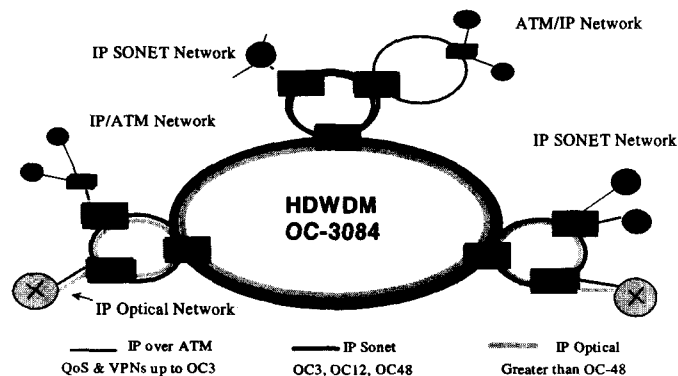 ATM/IP Network
IP SONET Network
IP/ATM Network
IP SONET Network
HDWDM
OC-3084
IP Optical Network
IP over ATM
QoS & VPNs up to OC3
IP Sonet
OC3, OC12, OC48
IP Optical
Greater than OC-48